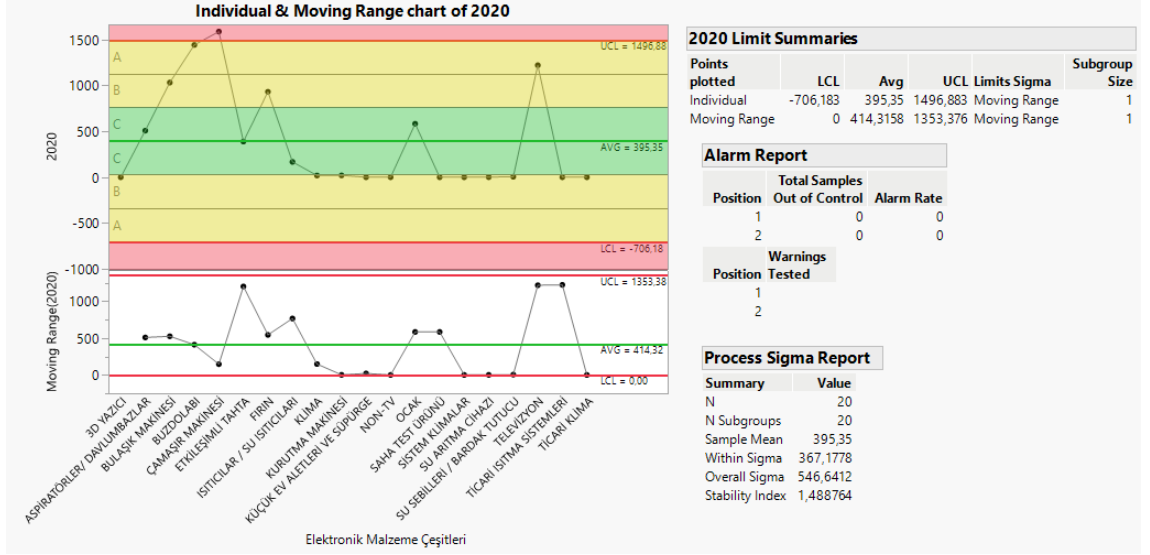 Individual & Moving Range chart of 2020
1500
1000
500
0
-500
-1000
2020
A
B
C
C
B
A
UCL = 1496,88
AVG = 395,35
LCL = -706,18
1000
500
0
Moving Range(2020)
UCL = 1353,38
AVG = 414,32
LCL = 0,00
3D YAZICI
ASPİRATÖRLER/ DAVLUMBAZLAR
BULAŞIK MAKİNESİ
BUZDOLABI
ÇAMAŞIR MAKİNESİ
ETKİLEŞİMLİ TAHTA
FIRIN
ISITICILAR / SU ISITICILARI
KLİMA
KURUTMA MAKİNESİ
KÜÇÜK EV ALETLERİ VE SÜPÜRGE
NON-TV
OCAK
SAHA TEST ÜRÜNÜ
SİSTEM KLİMALAR
SU ARITMA CİHAZI
SU SEBİLLERİ / BARDAK TUTUCU
TELEVİZYON
TİCARİ ISITMA SİSTEMLERİ
TİCARİ KLİMA
Elektronik Malzeme Çeşitleri
2020 Limit Summaries
Points
Subgroup
plotted LCL Avg UCL Limits Sigma Size
Individual -706,183 395,35 1496,883 Moving Range 1
Moving Range 0 414,3158 1353,376 Moving Range 1
Alarm Report
Total Samples
Position Out of Control Alarm Rate
1 0 0
2 0 0
Warnings
Position Tested
1
2
Process Sigma Report
Summary Value
N 20
N Subgroups 20
Sample Mean 395,35
Within Sigma 367,1778
Overall Sigma 546,6412
Stability Index 1,488764